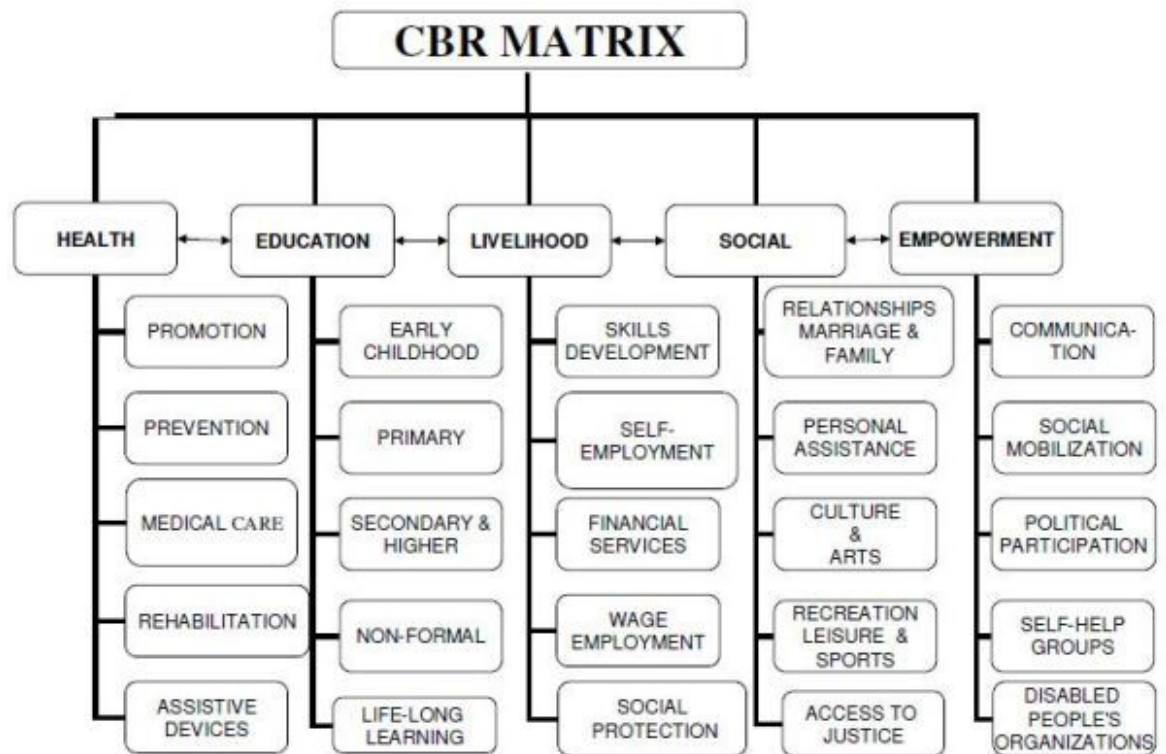 CBR MATRIX
HEALTH
EDUCATION
LIVELIHOOD
SOCIAL
EMPOWERMENT
PROMOTION
PREVENTION
MEDICAL CARE
REHABILITATION
ASSISTIVE
DEVICES
EARLY
CHILDHOOD
PRIMARY
SECONDARY &
HIGHER
NON-FORMAL
LIFE-LONG
LEARNING
SKILLS
DEVELOPMENT
SELF-
EMPLOYMENT
FINANCIAL
SERVICES
WAGE
EMPLOYMENT
SOCIAL
PROTECTION
RELATIONSHIPS
MARRIAGE &
FAMILY
PERSONAL
ASSISTANCE
CULTURE
&
ARTS
RECREATION
LEISURE &
SPORTS
ACCESS TO
JUSTICE
COMMUNICA-
TION
SOCIAL
MOBILIZATION
POLITICAL
PARTICIPATION
SELF-HELP
GROUPS
DISABLED
PEOPLE'S
ORGANIZATIONS